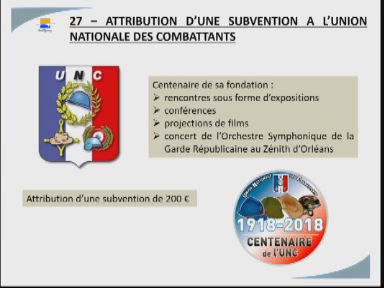 27 – ATTRIBUTION D'UNE SUBVENTION A L'UNION
NATIONALE DES COMBATTANTS
UNC
Centenaire de sa fondation :
➢ rencontres sous forme d'expositions
➢ conférences
➢ projections de films
➢ concert de l'Orchestre Symphonique de la
Garde Républicaine au Zénith d'Orléans
Attribution d'une subvention de 200 €
1918-2018
CENTENAIRE
de l'UNC